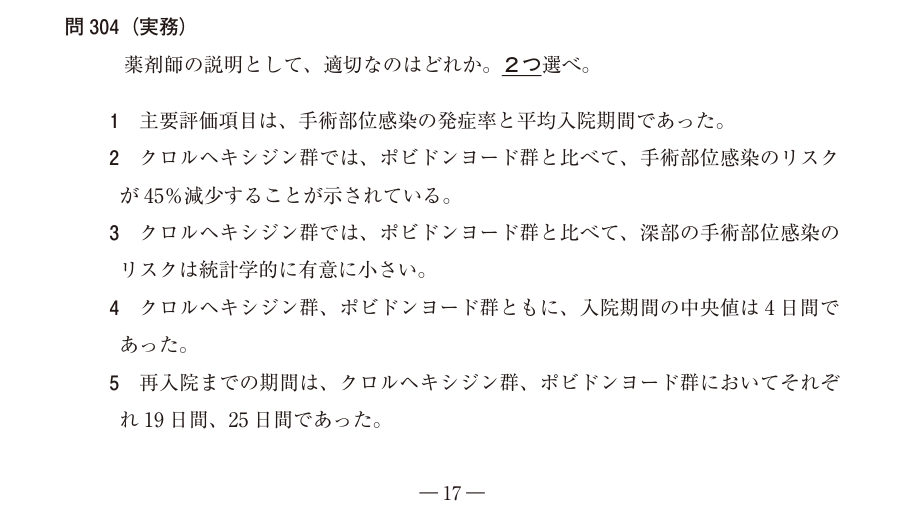 問 304（実務）
薬剤師の説明として、適切なのはどれか。２つ選べ。
1　主要評価項目は、手術部位感染の発症率と平均入院期間であった。
2　クロルヘキシジン群では、ポビドンヨード群と比べて、手術部位感染のリスク
が 45％減少することが示されている。
3　クロルヘキシジン群では、ポビドンヨード群と比べて、深部の手術部位感染の
リスクは統計学的に有意に小さい。
4　クロルヘキシジン群、ポビドンヨード群ともに、入院期間の中央値は 4 日間で
あった。
5　再入院までの期間は、クロルヘキシジン群、ポビドンヨード群においてそれぞ
れ 19 日間、25 日間であった。
― 17 ―